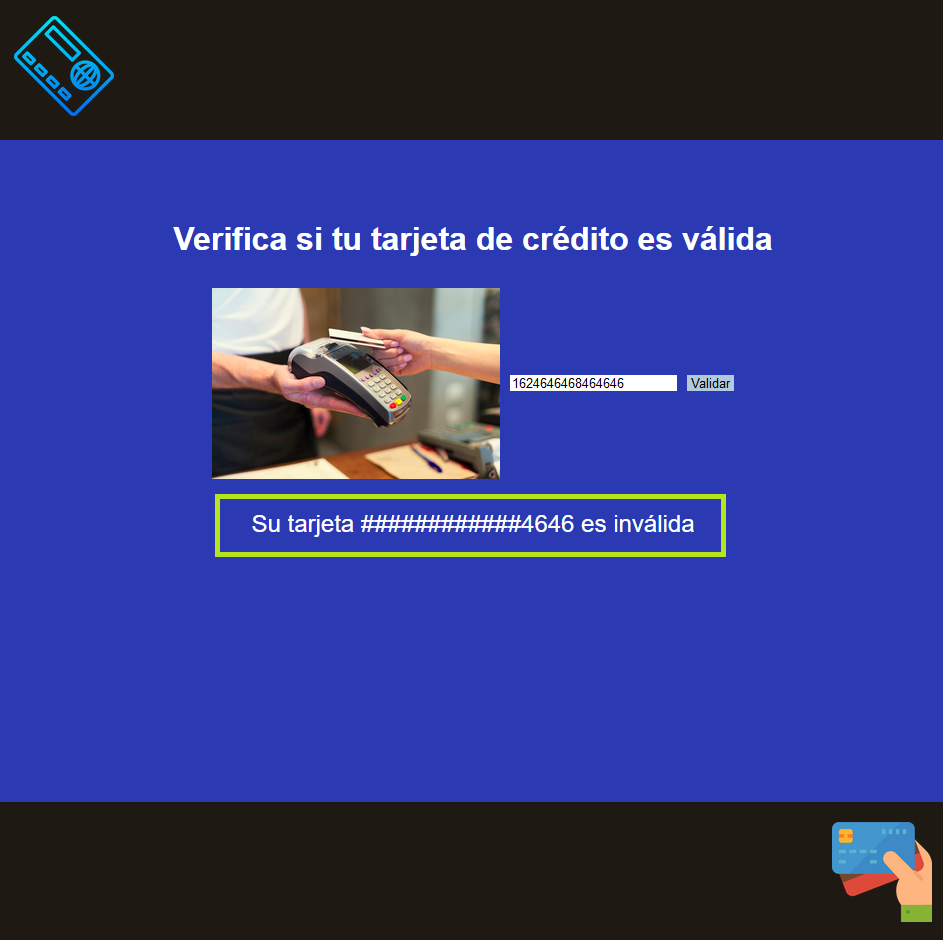 Verifica si tu tarjeta de crédito es válida
1624646468464646 Validar
Su tarjeta ############4646 es inválida